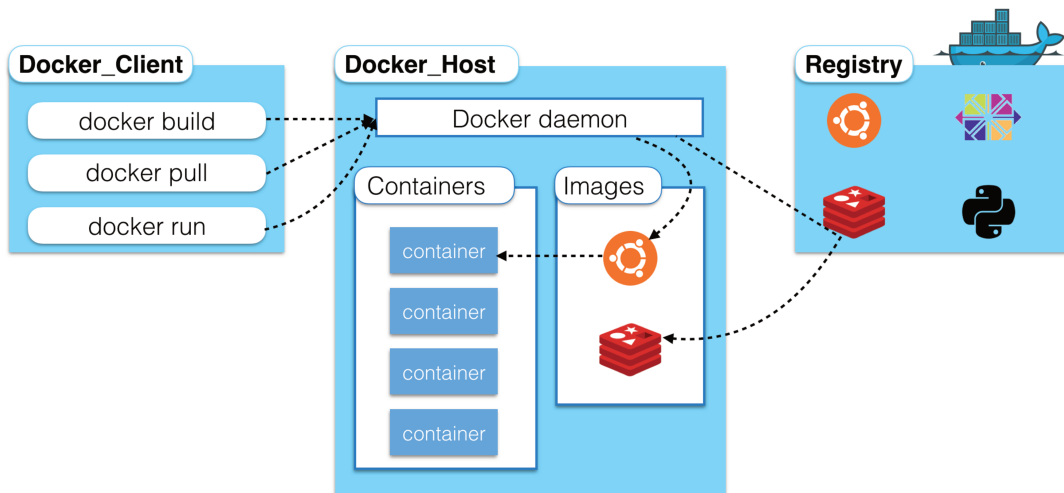 Docker_Client
docker build
docker pull
docker run
Docker_Host
Docker daemon
Containers
container
container
container
container
Images
Registry